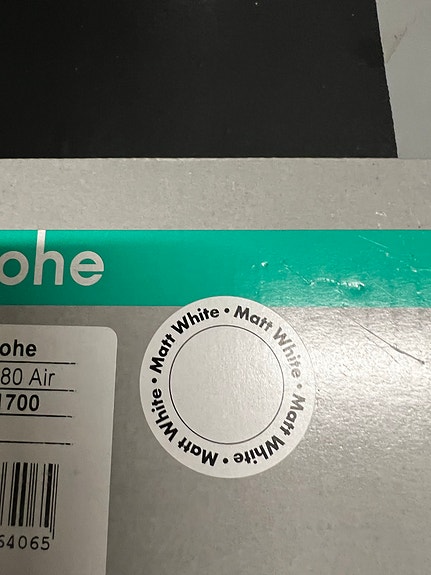 ohe
Matt White • Matt White • Matt White • Matt White •
ohe
80 Air
1700
64065